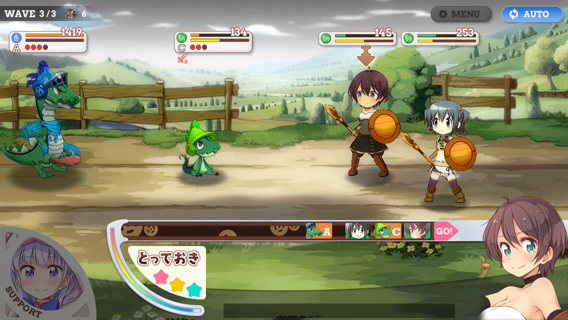 WAVE 3/3 6
MENU
AUTO
1419
A
134
C
145
253
A
C
GO!
とっておき
SUPPORT